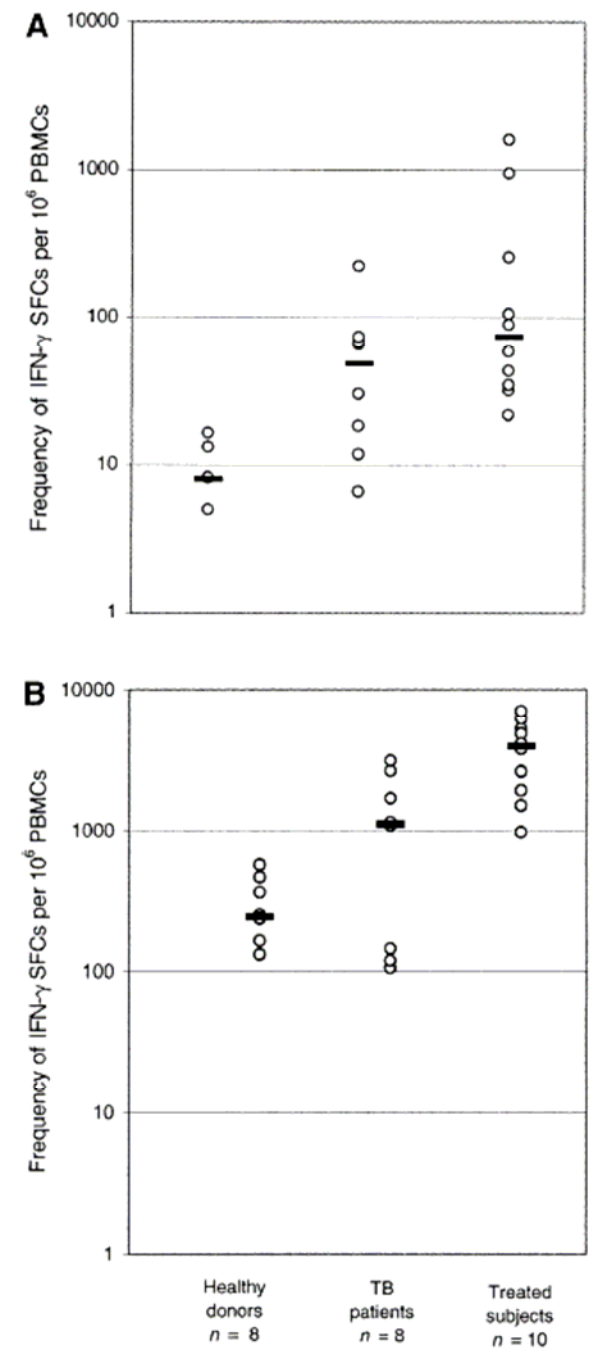 A
10000
1000
100
10
1
Frequency of IFN-γ SFCs per 10⁶ PBMCs
B
10000
1000
100
10
1
Frequency of IFN-γ SFCs per 10⁶ PBMCs
Healthy
donors
n = 8
TB
patients
n = 8
Treated
subjects
n = 10